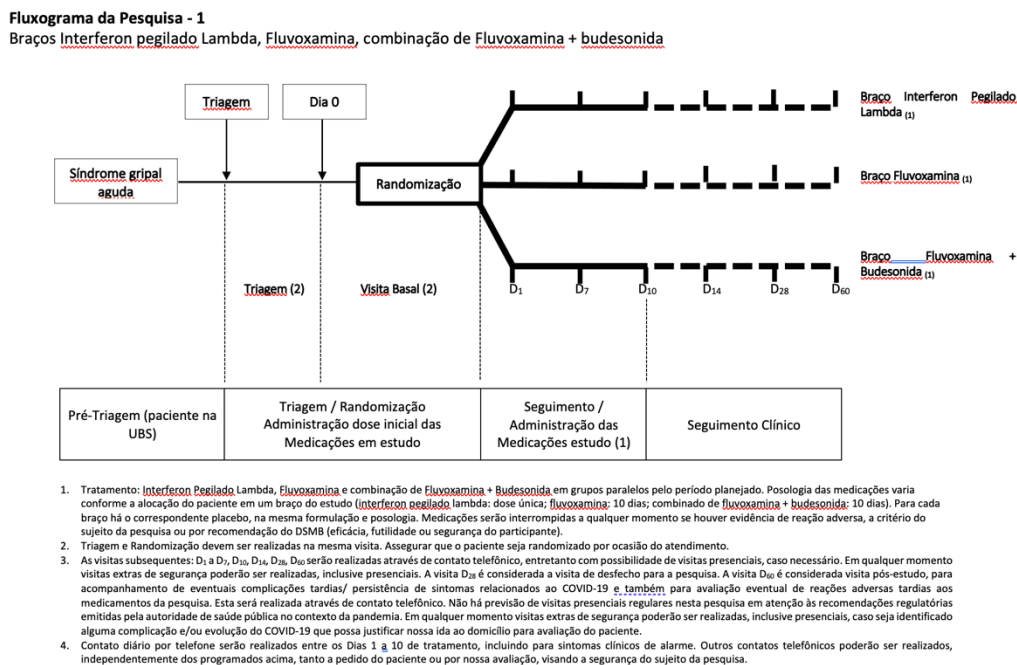 Fluxograma da Pesquisa - 1
Braços Interferon pegilado Lambda, Fluvoxamina, combinação de Fluvoxamina + budesonida
Triagem
Dia 0
Braço Interferon Pegilado
Lambda (1)
Síndrome gripal
aguda
Randomização
Braço Fluvoxamina (1)
Braço Fluvoxamina +
Budesonida (1)
Triagem (2)
Visita Basal (2)
D1 D7 D10 D14 D28 D60
Pré-Triagem (paciente na
UBS)
Triagem / Randomização
Administração dose inicial das
Medicações em estudo
Seguimento /
Administração das
Medicações estudo (1)
Seguimento Clínico
1. Tratamento: Interferon Pegilado Lambda, Fluvoxamina e combinação de Fluvoxamina + Budesonida em grupos paralelos pelo período planejado. Posologia das medicações varia
conforme a alocação do paciente em um braço do estudo (interferon pegilado lambda: dose única; fluvoxamina: 10 dias; combinado de fluvoxamina + budesonida: 10 dias). Para cada
braço há o correspondente placebo, na mesma formulação e posologia. Medicações serão interrompidas a qualquer momento se houver evidência de reação adversa, a critério do
sujeito da pesquisa ou por recomendação do DSMB (eficácia, futilidade ou segurança do participante).
2. Triagem e Randomização devem ser realizadas na mesma visita. Assegurar que o paciente seja randomizado por ocasião do atendimento.
3. As visitas subsequentes: D1 a D7, D10, D14, D28, D60 serão realizadas através de contato telefônico, entretanto com possibilidade de visitas presenciais, caso necessário. Em qualquer momento
visitas extras de segurança poderão ser realizadas, inclusive presenciais. A visita D28 é considerada a visita de desfecho para a pesquisa. A visita D60 é considerada visita pós-estudo, para
acompanhamento de eventuais complicações tardias/ persistência de sintomas relacionados ao COVID-19 e também para avaliação eventual de reações adversas tardias aos
medicamentos da pesquisa. Esta será realizada através de contato telefônico. Não há previsão de visitas presenciais regulares nesta pesquisa em atenção às recomendações regulatórias
emitidas pela autoridade de saúde pública no contexto da pandemia. Em qualquer momento visitas extras de segurança poderão ser realizadas, inclusive presenciais, caso seja identificado
alguma complicação e/ou evolução do COVID-19 que possa justificar nossa ida ao domicílio para avaliação do paciente.
4. Contato diário por telefone serão realizados entre os Dias 1 a 10 de tratamento, incluindo para sintomas clínicos de alarme. Outros contatos telefônicos poderão ser realizados,
independentemente dos programados acima, tanto a pedido do paciente ou por nossa avaliação, visando a segurança do sujeito da pesquisa.